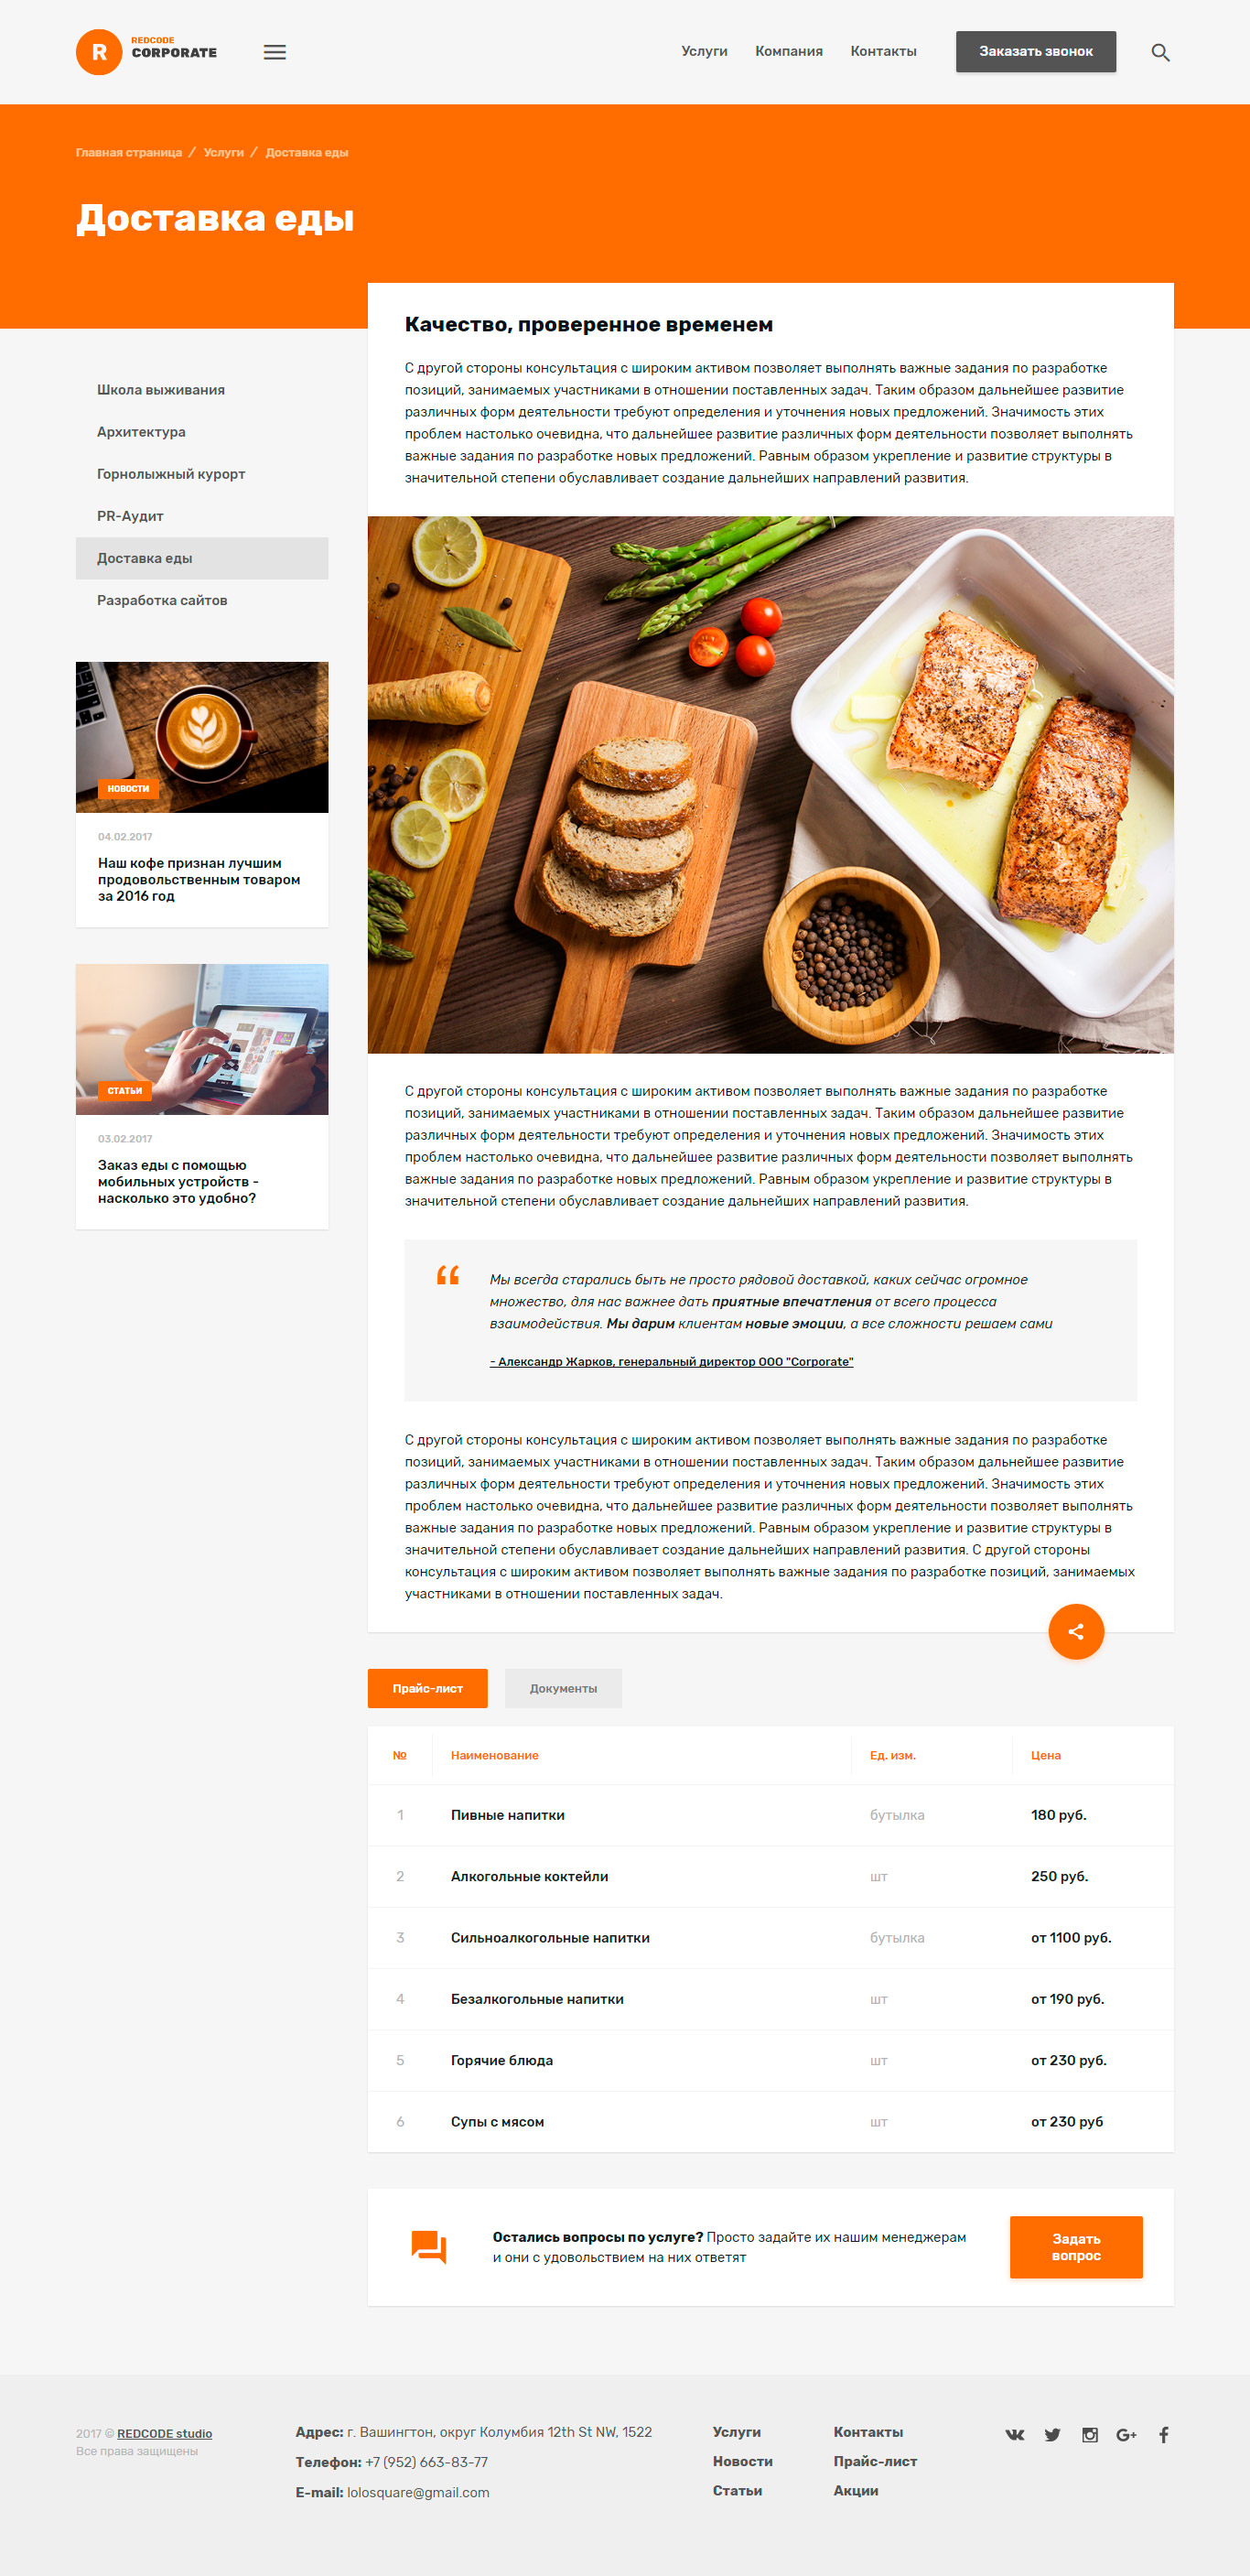 R
REDCODE
CORPORATE
Услуги
Компания
Контакты
Заказать звонок
Главная страница / Услуги / Доставка еды
Доставка еды
Школа выживания
Архитектура
Горнолыжный курорт
PR-Аудит
Доставка еды
Разработка сайтов
НОВОСТИ
04.02.2017
Наш кофе признан лучшим
продовольственным товаром
за 2016 год
СТАТЬИ
03.02.2017
Заказ еды с помощью
мобильных устройств -
насколько это удобно?
Качество, проверенное временем
С другой стороны консультация с широким активом позволяет выполнять важные задания по разработке
позиций, занимаемых участниками в отношении поставленных задач. Таким образом дальнейшее развитие
различных форм деятельности требуют определения и уточнения новых предложений. Значимость этих
проблем настолько очевидна, что дальнейшее развитие различных форм деятельности позволяет выполнять
важные задания по разработке новых предложений. Равным образом укрепление и развитие структуры в
значительной степени обуславливает создание дальнейших направлений развития.
С другой стороны консультация с широким активом позволяет выполнять важные задания по разработке
позиций, занимаемых участниками в отношении поставленных задач. Таким образом дальнейшее развитие
различных форм деятельности требуют определения и уточнения новых предложений. Значимость этих
проблем настолько очевидна, что дальнейшее развитие различных форм деятельности позволяет выполнять
важные задания по разработке новых предложений. Равным образом укрепление и развитие структуры в
значительной степени обуславливает создание дальнейших направлений развития.
“
Мы всегда старались быть не просто рядовой доставкой, каких сейчас огромное
множество, для нас важнее дать приятные впечатления от всего процесса
взаимодействия. Мы дарим клиентам новые эмоции, а все сложности решаем сами
- Александр Жарков, генеральный директор ООО "Corporate"
С другой стороны консультация с широким активом позволяет выполнять важные задания по разработке
позиций, занимаемых участниками в отношении поставленных задач. Таким образом дальнейшее развитие
различных форм деятельности требуют определения и уточнения новых предложений. Значимость этих
проблем настолько очевидна, что дальнейшее развитие различных форм деятельности позволяет выполнять
важные задания по разработке новых предложений. Равным образом укрепление и развитие структуры в
значительной степени обуславливает создание дальнейших направлений развития. С другой стороны
консультация с широким активом позволяет выполнять важные задания по разработке позиций, занимаемых
участниками в отношении поставленных задач.
Прайс-лист
Документы
№ Наименование Ед. изм. Цена
1 Пивные напитки бутылка 180 руб.
2 Алкогольные коктейли шт 250 руб.
3 Сильноалкогольные напитки бутылка от 1100 руб.
4 Безалкогольные напитки шт от 190 руб.
5 Горячие блюда шт от 230 руб.
6 Супы с мясом шт от 230 руб
Остались вопросы по услуге? Просто задайте их нашим менеджерам
и они с удовольствием на них ответят
Задать
вопрос
2017 © REDCODE studio
Все права защищены
Адрес: г. Вашингтон, округ Колумбия 12th St NW, 1522
Телефон: +7 (952) 663-83-77
E-mail: lolosquare@gmail.com
Услуги
Новости
Статьи
Контакты
Прайс-лист
Акции